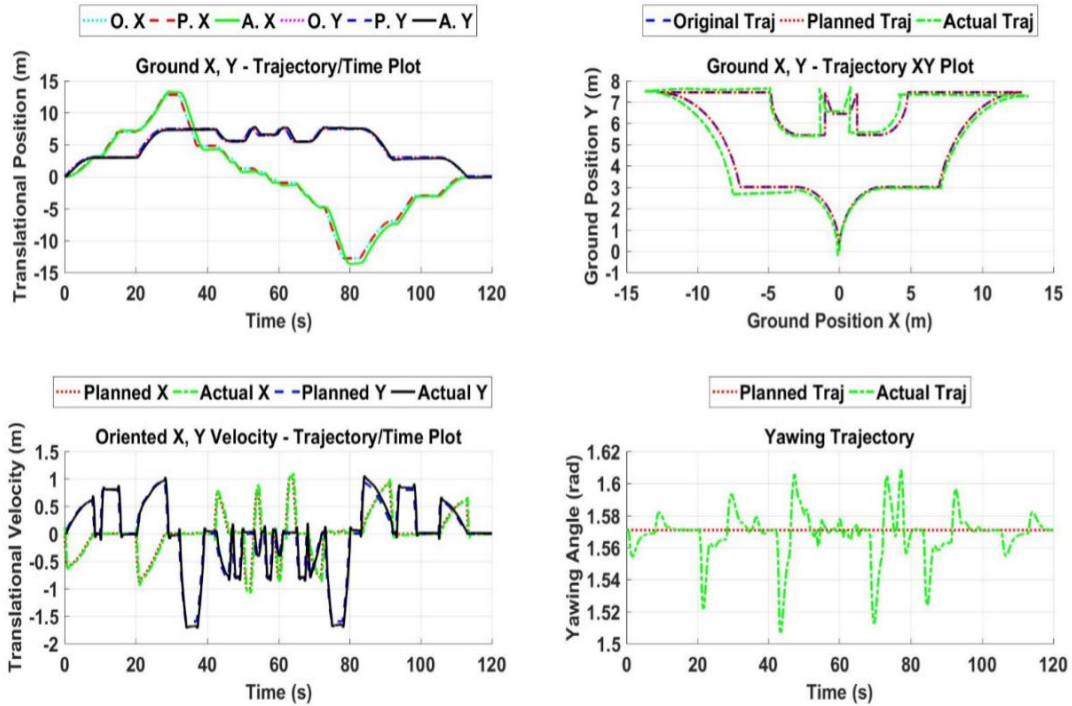 O. X P. X A. X O. Y P. Y A. Y
Ground X, Y - Trajectory/Time Plot
Translational Position (m)
15
10
5
0
-5
-10
-15
0 20 40 60 80 100 120
Time (s)
Original Traj Planned Traj Actual Traj
Ground X, Y - Trajectory XY Plot
Ground Position Y (m)
8
7
6
5
4
3
2
1
0
-1
-15 -10 -5 0 5 10 15
Ground Position X (m)
Planned X Actual X Planned Y Actual Y
Oriented X, Y Velocity - Trajectory/Time Plot
Translational Velocity (m)
1.5
1
0.5
0
-0.5
-1
-1.5
-2
0 20 40 60 80 100 120
Time (s)
Planned Traj Actual Traj
Yawing Trajectory
Yawing Angle (rad)
1.62
1.6
1.58
1.56
1.54
1.52
1.5
0 20 40 60 80 100 120
Time (s)